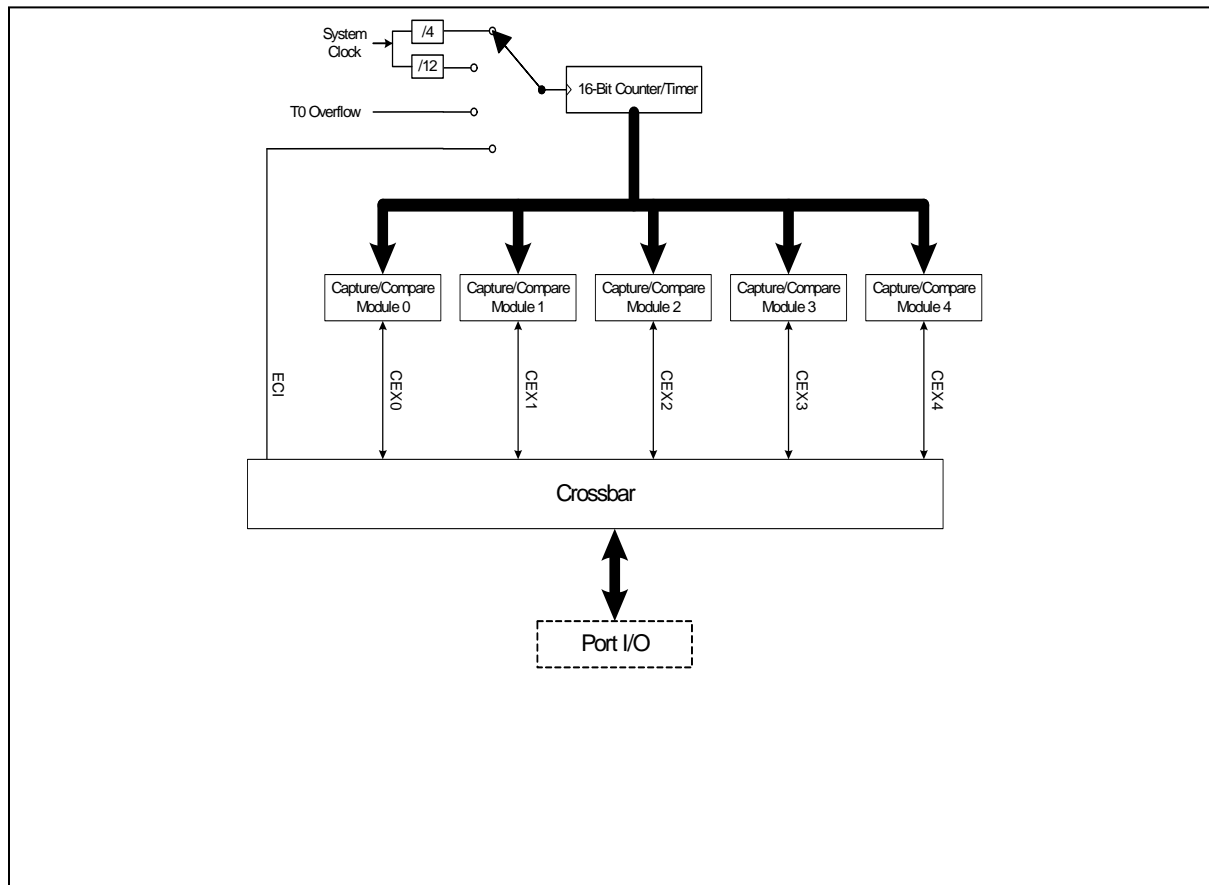 System
Clock
/4
/12
16-Bit Counter/Timer
T0 Overflow
Capture/Compare
Module 0
Capture/Compare
Module 1
Capture/Compare
Module 2
Capture/Compare
Module 3
Capture/Compare
Module 4
ECI
CEX0
CEX1
CEX2
CEX3
CEX4
Crossbar
Port I/O